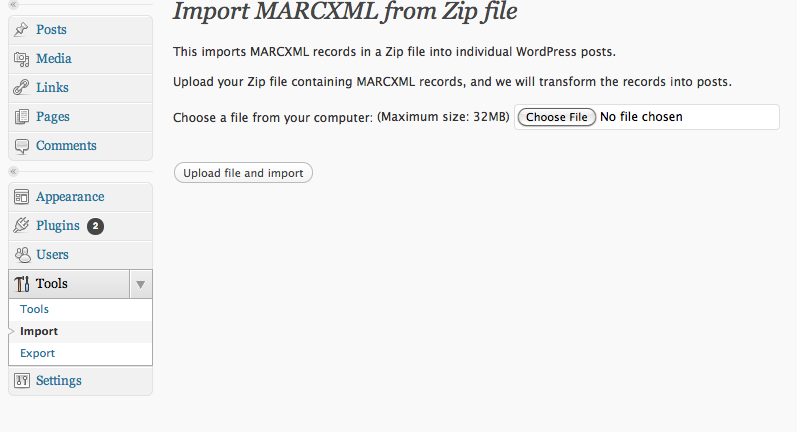 Import MARCXML from Zip file
This imports MARCXML records in a Zip file into individual WordPress posts.
Upload your Zip file containing MARCXML records, and we will transform the records into posts.
Choose a file from your computer: (Maximum size: 32MB) Choose File No file chosen
Upload file and import
Posts
Media
Links
Pages
Comments
Appearance
Plugins 2
Users
Tools
Tools
Import
Export
Settings